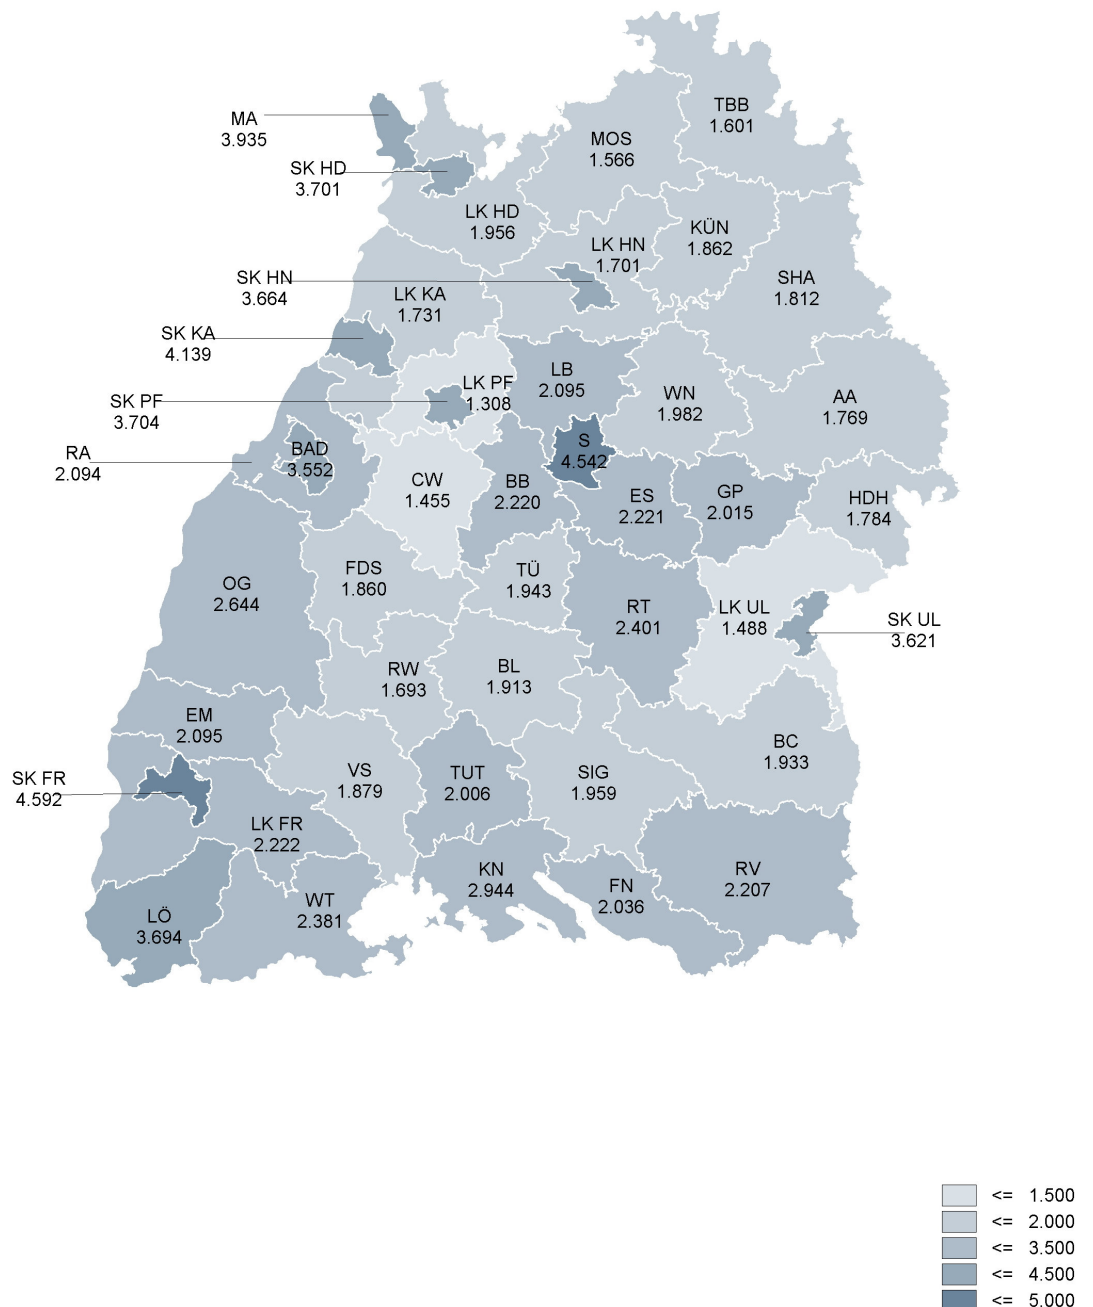 TBB
1.601
MA
3.935
MOS
1.566
SK HD
3.701
LK HD
1.956
KÜN
1.862
LK HN
1.701
SK HN
3.664
SHA
1.812
LK KA
1.731
SK KA
4.139
LB
2.095
LK PF
1.308
WN
1.982
AA
1.769
SK PF
3.704
S
4.542
BAD
3.552
RA
2.094
CW
1.455
BB
2.220
ES
2.221
GP
2.015
HDH
1.784
FDS
1.860
TÜ
1.943
OG
2.644
RT
2.401
LK UL
1.488
SK UL
3.621
RW
1.693
BL
1.913
EM
2.095
BC
1.933
VS
1.879
TUT
2.006
SIG
1.959
SK FR
4.592
LK FR
2.222
KN
2.944
RV
2.207
FN
2.036
WT
2.381
LÖ
3.694
<= 1.500
<= 2.000
<= 3.500
<= 4.500
<= 5.000